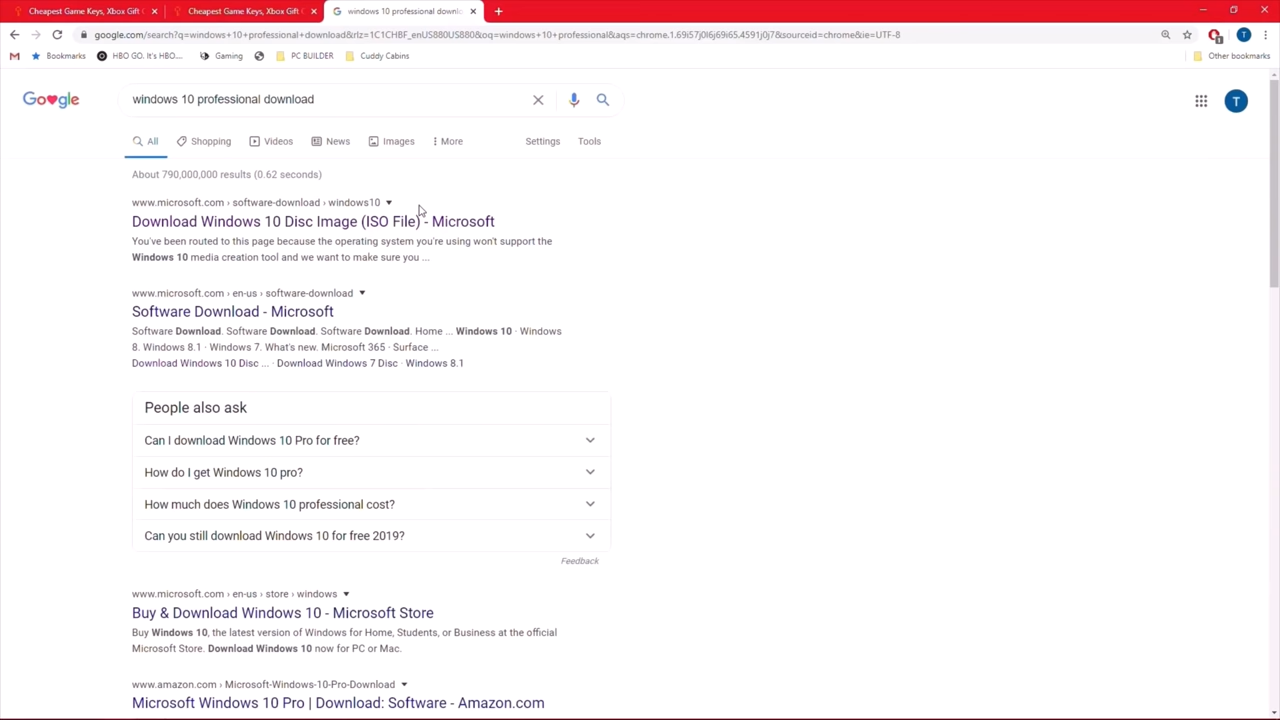 Cheapest Game Keys, Xbox Gift C
Cheapest Game Keys, Xbox Gift C
windows 10 professional downlo
google.com/search?q=windows+10+professional+download&rlz=1C1CHBF_enUS880US880&oq=windows+10+professional&aqs=chrome.1.69i57j0l6j69i65.4591j0j7&sourceid=chrome&ie=UTF-8
T
Bookmarks
HBO GO. It's HBO....
Gaming
PC BUILDER
Cuddy Cabins
Other bookmarks
windows 10 professional download
T
All
Shopping
Videos
News
Images
More
Settings
Tools
About 790,000,000 results (0.62 seconds)
www.microsoft.com › software-download › windows10
Download Windows 10 Disc Image (ISO File) - Microsoft
You've been routed to this page because the operating system you're using won't support the
Windows 10 media creation tool and we want to make sure you ...
www.microsoft.com › en-us › software-download
Software Download - Microsoft
Software Download. Software Download. Software Download. Home ... Windows 10 · Windows
8. Windows 8.1 · Windows 7. What's new. Microsoft 365 · Surface ...
Download Windows 10 Disc ... · Download Windows 7 Disc · Windows 8.1
People also ask
Can I download Windows 10 Pro for free?
How do I get Windows 10 pro?
How much does Windows 10 professional cost?
Can you still download Windows 10 for free 2019?
Feedback
www.microsoft.com › en-us › store › windows
Buy & Download Windows 10 - Microsoft Store
Buy Windows 10, the latest version of Windows for Home, Students, or Business at the official
Microsoft Store. Download Windows 10 now for PC or Mac.
www.amazon.com › Microsoft-Windows-10-Pro-Download
Microsoft Windows 10 Pro | Download: Software - Amazon.com